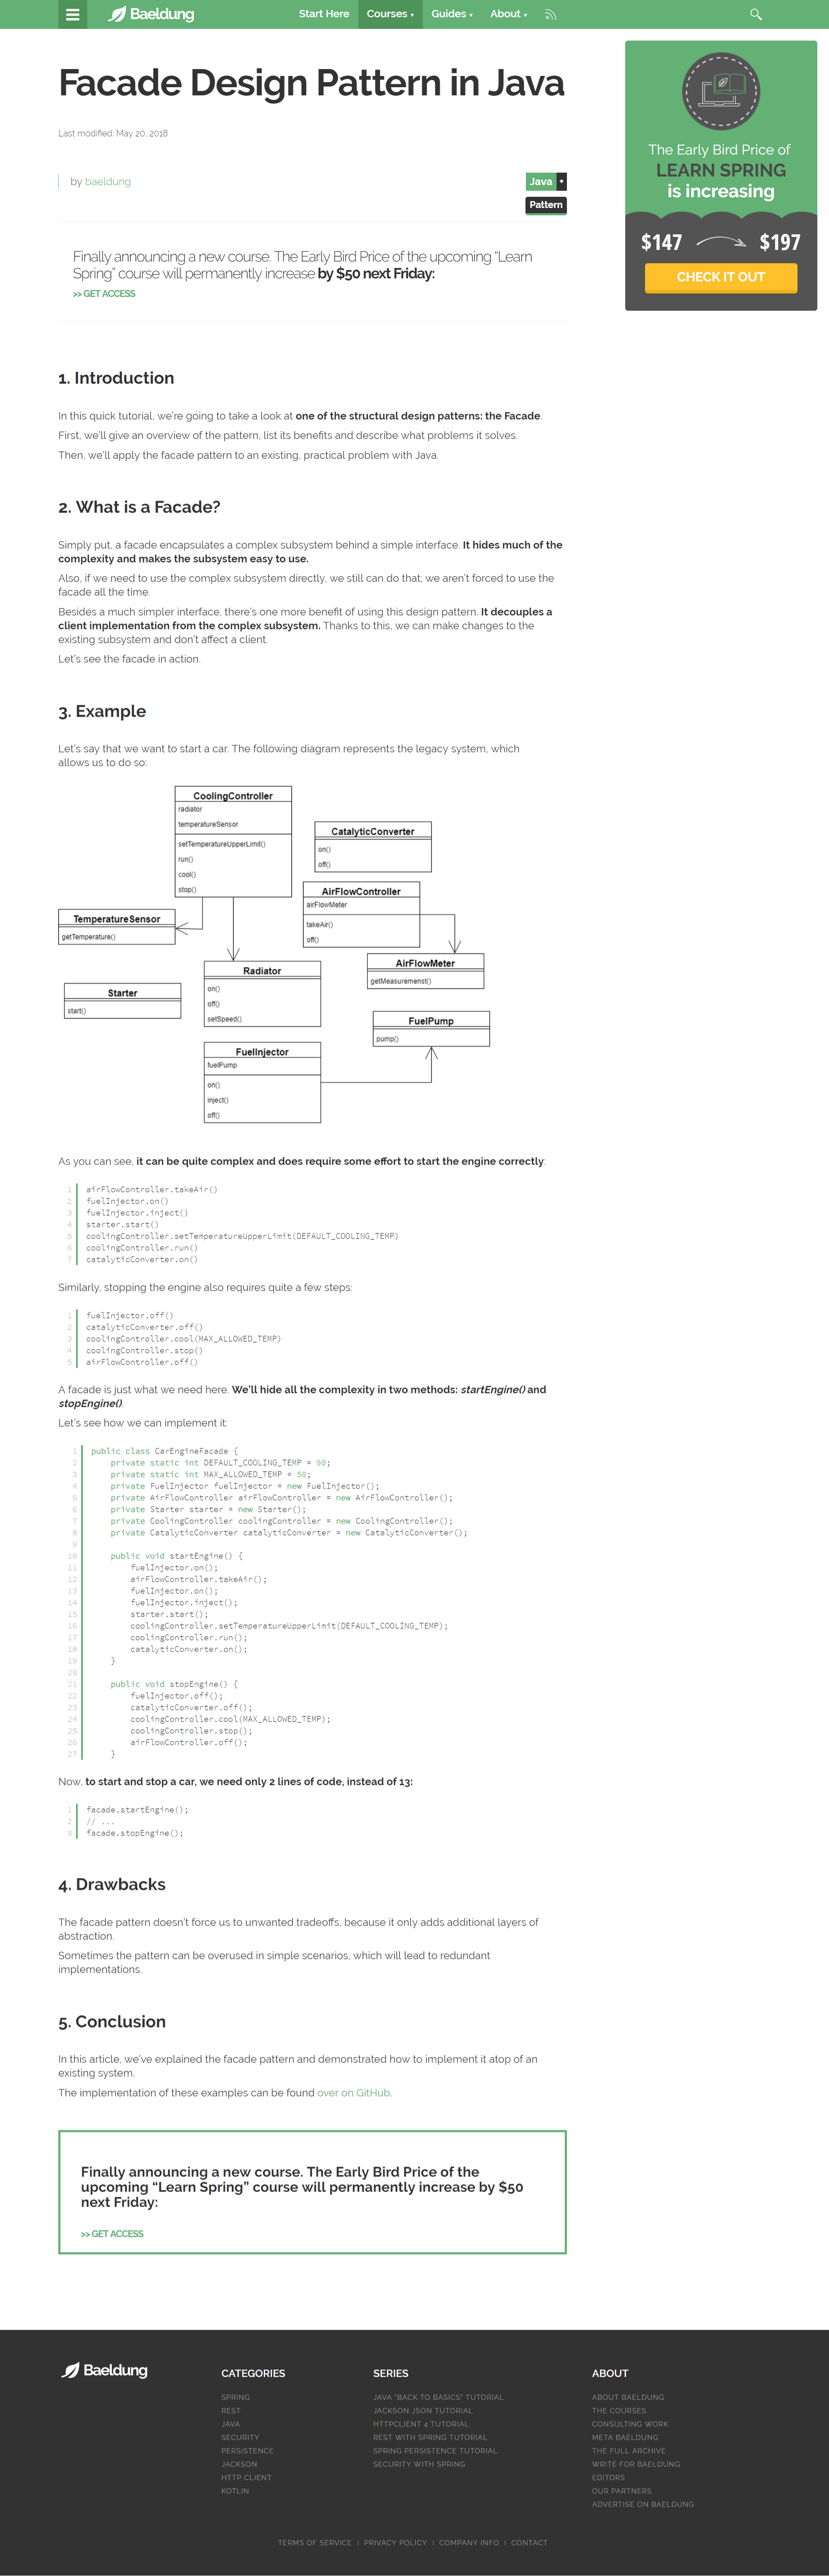 Baeldung
Start Here
Courses ▾
Guides ▾
About ▾
Facade Design Pattern in Java
Last modified: May 20, 2018
by baeldung
Java +
Pattern
The Early Bird Price of
LEARN SPRING
is increasing
$147 $197
CHECK IT OUT
Finally announcing a new course. The Early Bird Price of the upcoming “Learn
Spring” course will permanently increase by $50 next Friday:
>> GET ACCESS
1. Introduction
In this quick tutorial, we’re going to take a look at one of the structural design patterns: the Facade.
First, we’ll give an overview of the pattern, list its benefits and describe what problems it solves.
Then, we’ll apply the facade pattern to an existing, practical problem with Java.
2. What is a Facade?
Simply put, a facade encapsulates a complex subsystem behind a simple interface. It hides much of the
complexity and makes the subsystem easy to use.
Also, if we need to use the complex subsystem directly, we still can do that; we aren’t forced to use the
facade all the time.
Besides a much simpler interface, there’s one more benefit of using this design pattern. It decouples a
client implementation from the complex subsystem. Thanks to this, we can make changes to the
existing subsystem and don’t affect a client.
Let’s see the facade in action.
3. Example
Let’s say that we want to start a car. The following diagram represents the legacy system, which
allows us to do so:
CoolingController
radiator
temperatureSensor
setTemperatureUpperLimit()
run()
cool()
stop()
CatalyticConverter
on()
off()
AirFlowController
airFlowMeter
takeAir()
off()
TemperatureSensor
getTemperature()
Radiator
on()
off()
setSpeed()
AirFlowMeter
getMeasuremenst()
Starter
start()
FuelPump
pump()
FuelInjector
fuelPump
on()
inject()
off()
As you can see, it can be quite complex and does require some effort to start the engine correctly:
1 airFlowController.takeAir()
2 fuelInjector.on()
3 fuelInjector.inject()
4 starter.start()
5 coolingController.setTemperatureUpperLimit(DEFAULT_COOLING_TEMP)
6 coolingController.run()
7 catalyticConverter.on()
Similarly, stopping the engine also requires quite a few steps:
1 fuelInjector.off()
2 catalyticConverter.off()
3 coolingController.cool(MAX_ALLOWED_TEMP)
4 coolingController.stop()
5 airFlowController.off()
A facade is just what we need here. We’ll hide all the complexity in two methods: startEngine() and
stopEngine().
Let’s see how we can implement it:
1 public class CarEngineFacade {
2 private static int DEFAULT_COOLING_TEMP = 90;
3 private static int MAX_ALLOWED_TEMP = 50;
4 private FuelInjector fuelInjector = new FuelInjector();
5 private AirFlowController airFlowController = new AirFlowController();
6 private Starter starter = new Starter();
7 private CoolingController coolingController = new CoolingController();
8 private CatalyticConverter catalyticConverter = new CatalyticConverter();
9
10 public void startEngine() {
11 fuelInjector.on();
12 airFlowController.takeAir();
13 fuelInjector.on();
14 fuelInjector.inject();
15 starter.start();
16 coolingController.setTemperatureUpperLimit(DEFAULT_COOLING_TEMP);
17 coolingController.run();
18 catalyticConverter.on();
19 }
20
21 public void stopEngine() {
22 fuelInjector.off();
23 catalyticConverter.off();
24 coolingController.cool(MAX_ALLOWED_TEMP);
25 coolingController.stop();
26 airFlowController.off();
27 }
Now, to start and stop a car, we need only 2 lines of code, instead of 13:
1 facade.startEngine();
2 // ...
3 facade.stopEngine();
4. Drawbacks
The facade pattern doesn’t force us to unwanted tradeoffs, because it only adds additional layers of
abstraction.
Sometimes the pattern can be overused in simple scenarios, which will lead to redundant
implementations.
5. Conclusion
In this article, we’ve explained the facade pattern and demonstrated how to implement it atop of an
existing system.
The implementation of these examples can be found over on GitHub.
Finally announcing a new course. The Early Bird Price of the
upcoming “Learn Spring” course will permanently increase by $50
next Friday:
>> GET ACCESS
Baeldung
CATEGORIES
SPRING
REST
JAVA
SECURITY
PERSISTENCE
JACKSON
HTTP CLIENT
KOTLIN
SERIES
JAVA “BACK TO BASICS” TUTORIAL
JACKSON JSON TUTORIAL
HTTPCLIENT 4 TUTORIAL
REST WITH SPRING TUTORIAL
SPRING PERSISTENCE TUTORIAL
SECURITY WITH SPRING
ABOUT
ABOUT BAELDUNG
THE COURSES
CONSULTING WORK
META BAELDUNG
THE FULL ARCHIVE
WRITE FOR BAELDUNG
EDITORS
OUR PARTNERS
ADVERTISE ON BAELDUNG
TERMS OF SERVICE | PRIVACY POLICY | COMPANY INFO | CONTACT